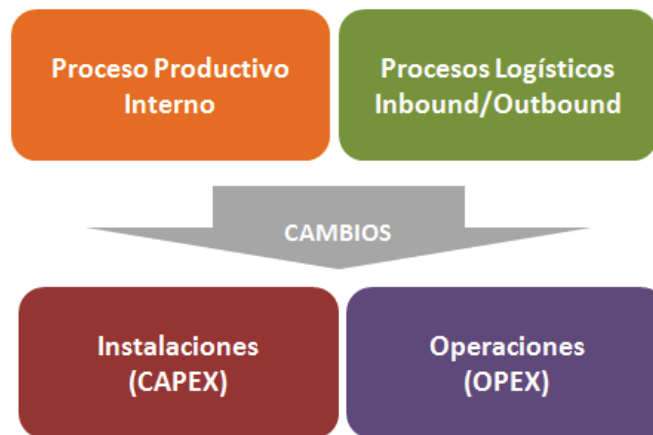 Proceso Productivo
Interno
Procesos Logísticos
Inbound/Outbound
CAMBIOS
Instalaciones
(CAPEX)
Operaciones
(OPEX)